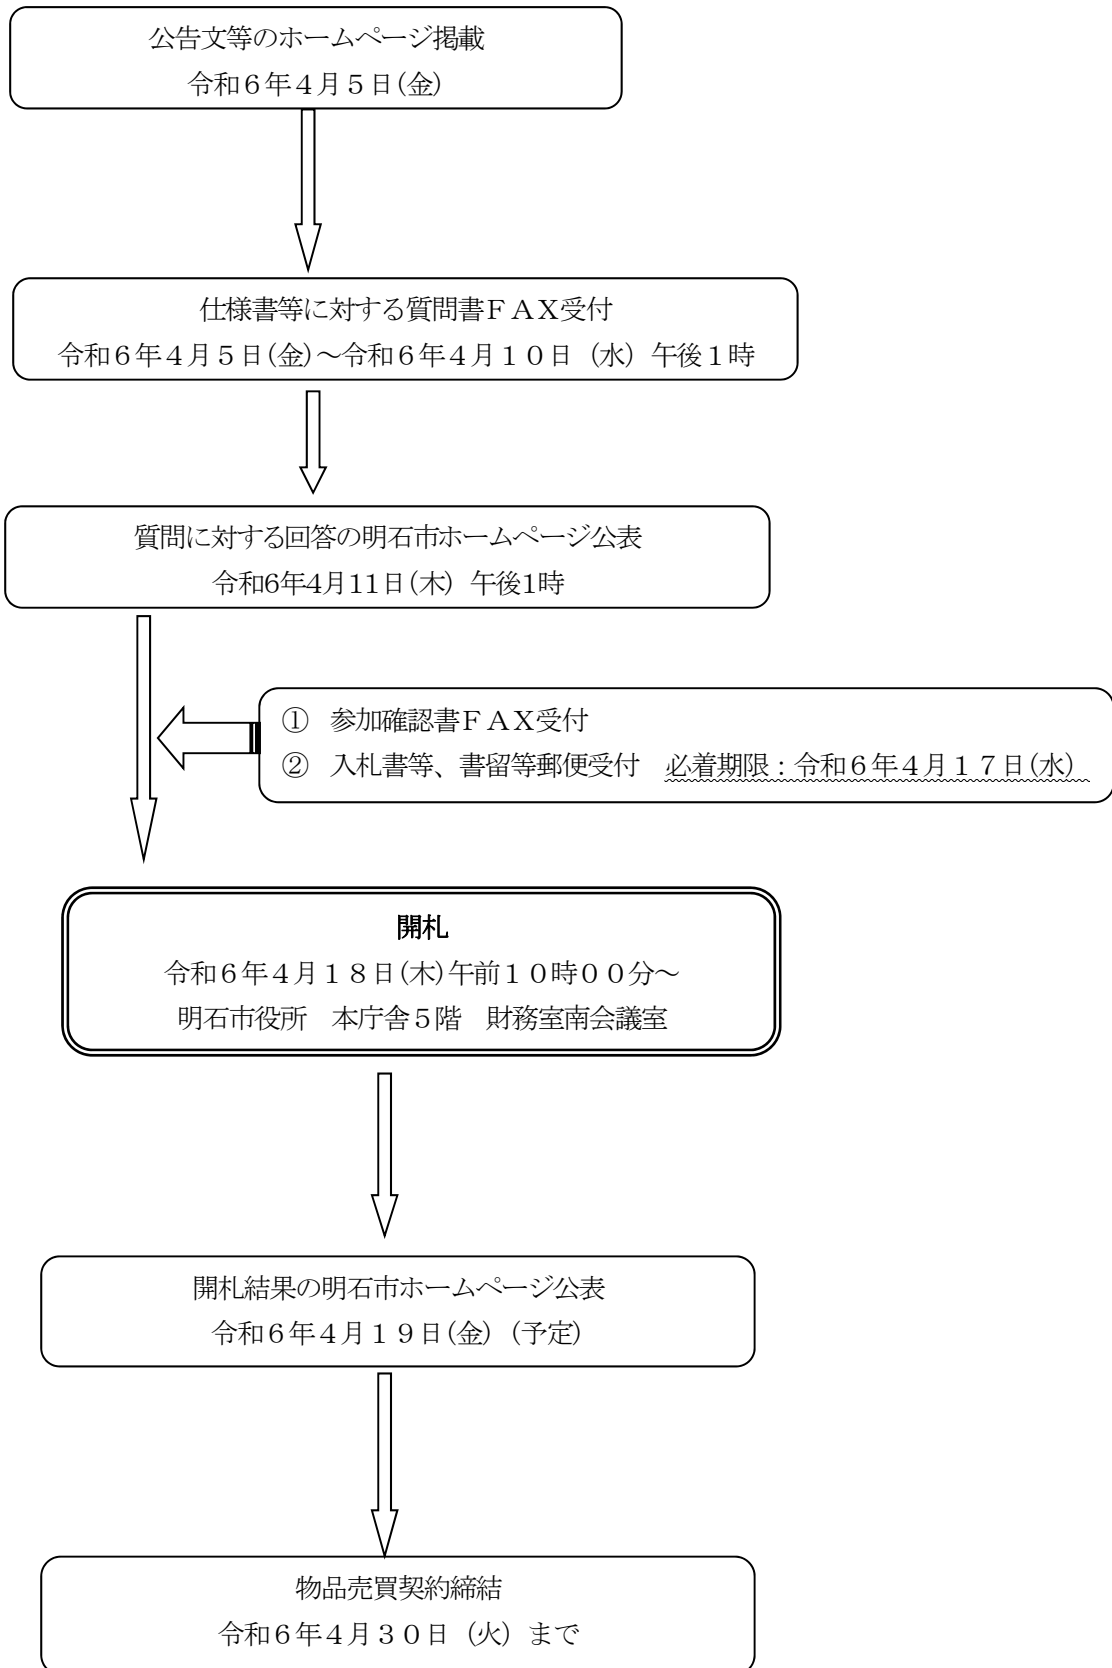 公告文等のホームページ掲載
令和６年４月５日(金)
仕様書等に対する質問書ＦＡＸ受付
令和６年４月５日(金)～令和６年４月１０日（水）午後１時
質問に対する回答の明石市ホームページ公表
令和6年4月11日(木) 午後1時
①　参加確認書ＦＡＸ受付
②　入札書等、書留等郵便受付　必着期限：令和６年４月１７日(水)
開札
令和６年４月１８日(木)午前１０時００分～
明石市役所　本庁舎５階　財務室南会議室
開札結果の明石市ホームページ公表
令和６年４月１９日(金)（予定）
物品売買契約締結
令和６年４月３０日（火）まで